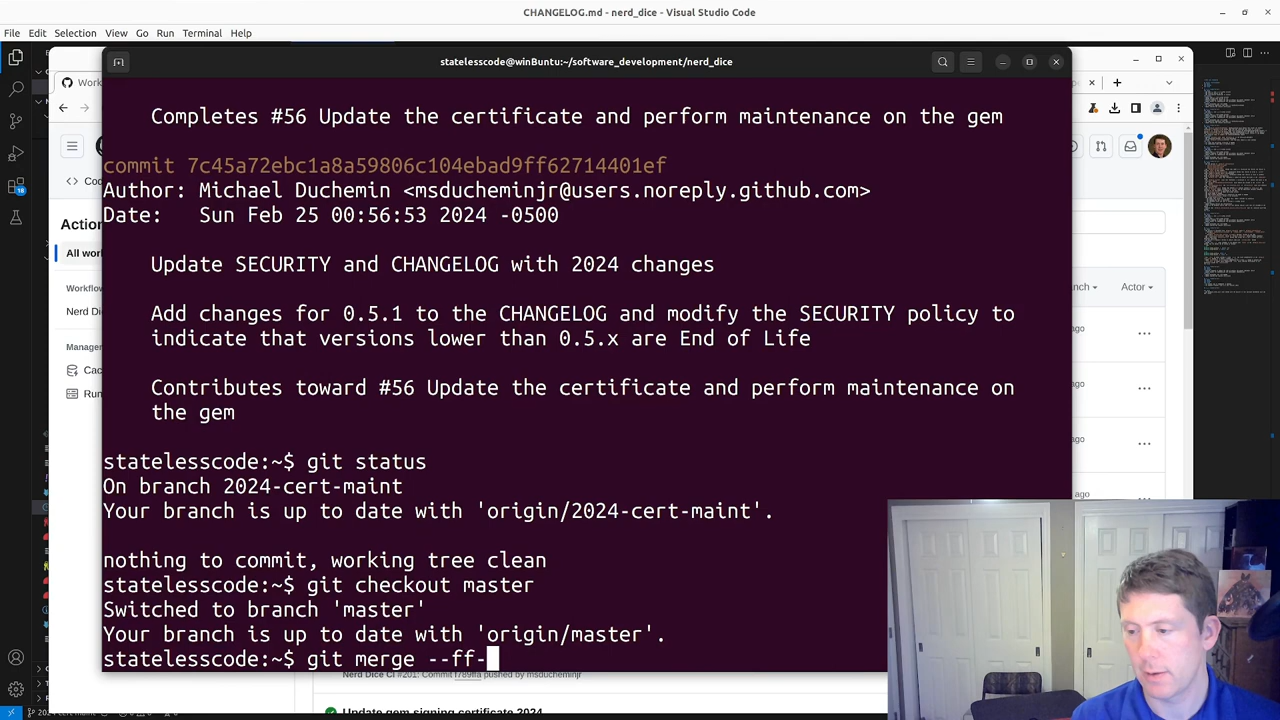 CHANGELOG.md - nerd_dice - Visual Studio Code
File Edit Selection View Go Run Terminal Help
statelesscode@winBuntu:~/software_development/nerd_dice
Completes #56 Update the certificate and perform maintenance on the gem
commit 7c45a72ebc1a8a59806c104ebad9ff62714401ef
Author: Michael Duchemin <msducheminjr@users.noreply.github.com>
Date:   Sun Feb 25 00:56:53 2024 -0500
Update SECURITY and CHANGELOG with 2024 changes
Add changes for 0.5.1 to the CHANGELOG and modify the SECURITY policy to
indicate that versions lower than 0.5.x are End of Life
Contributes toward #56 Update the certificate and perform maintenance on
the gem
statelesscode:~$ git status
On branch 2024-cert-maint
Your branch is up to date with 'origin/2024-cert-maint'.
nothing to commit, working tree clean
statelesscode:~$ git checkout master
Switched to branch 'master'
Your branch is up to date with 'origin/master'.
statelesscode:~$ git merge --ff-
Work
Actio
All wo
Workflow
Nerd Di
Manage
Cac
Run
Actor
18
Update gem signing certificate 2024